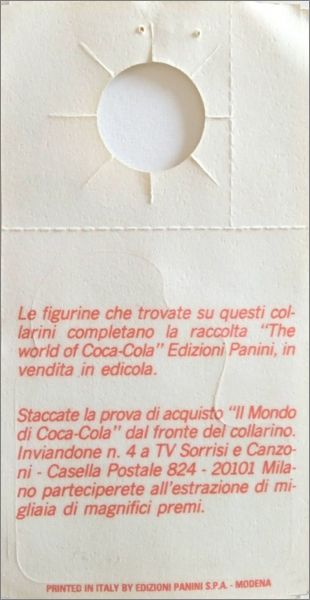 Le figurine che trovate su questi col-
larini completano la raccolta "The
world of Coca-Cola" Edizioni Panini, in
vendita in edicola.
Staccate la prova di acquisto "Il Mondo
di Coca-Cola" dal fronte del collarino.
Inviandone n. 4 a TV Sorrisi e Canzo-
ni - Casella Postale 824 - 20101 Mila-
no parteciperete all'estrazione di mi-
gliaia di magnifici premi.
PRINTED IN ITALY BY EDIZIONI PANINI S.P.A. - MODENA